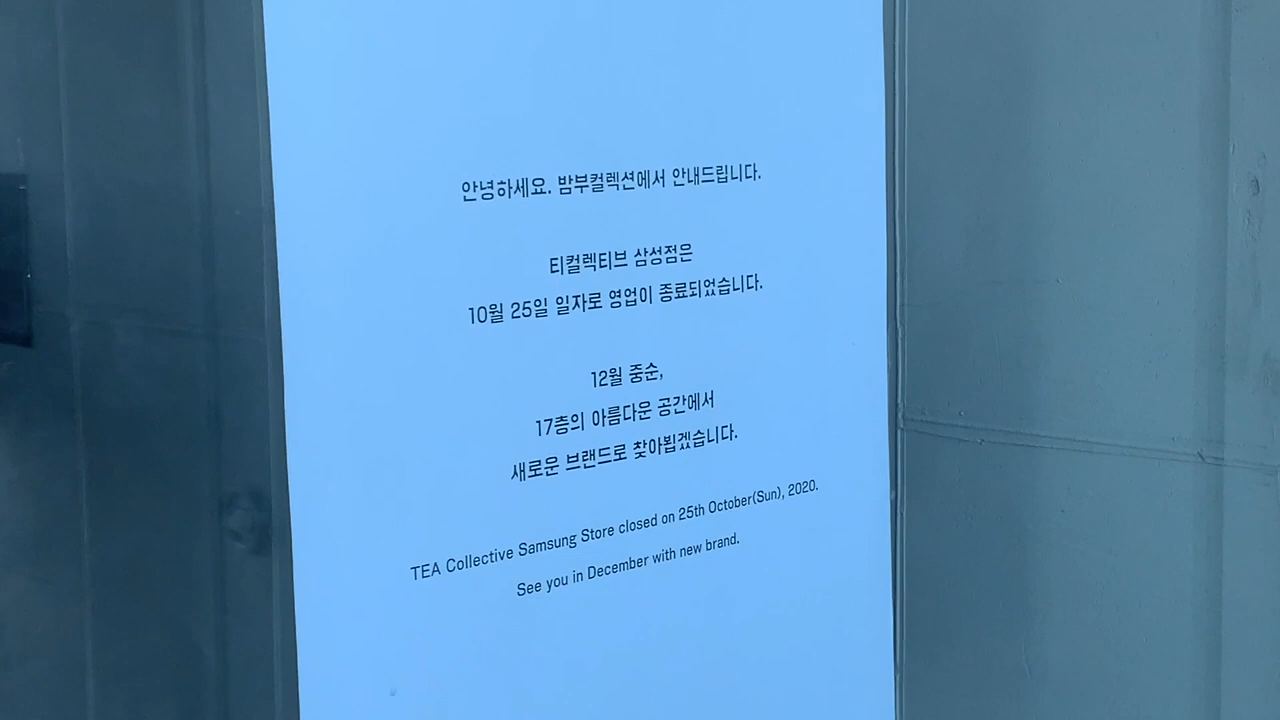 안녕하세요. 밤부컬렉션에서 안내드립니다.
티컬렉티브 삼성점은
10월 25일 일자로 영업이 종료되었습니다.
12월 중순,
17층의 아름다운 공간에서
새로운 브랜드로 찾아뵙겠습니다.
TEA Collective Samsung Store closed on 25th October(Sun), 2020.
See you in December with new brand.